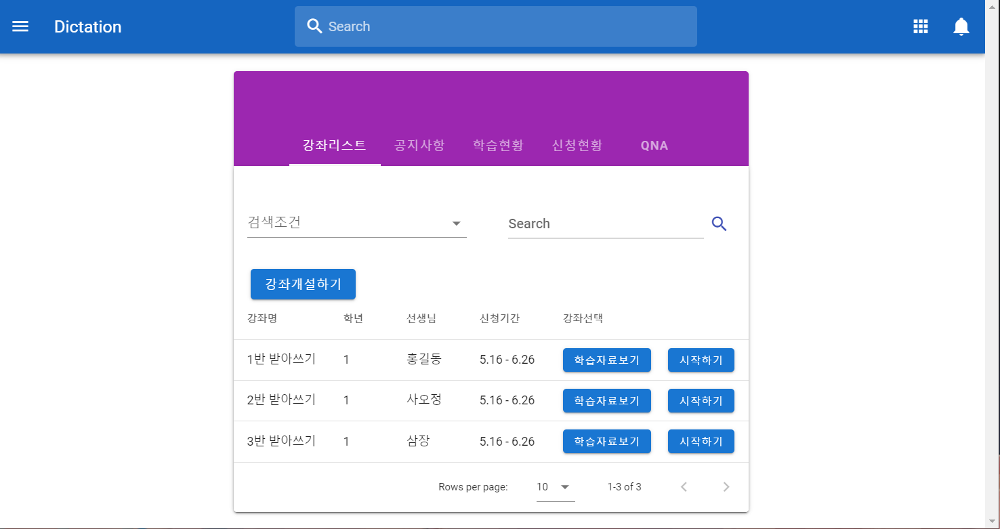 Dictation
Search
강좌리스트 공지사항 학습현황 신청현황 QNA
검색조건 Search
강좌개설하기
강좌명 학년 선생님 신청기간 강좌선택
1반 받아쓰기 1 홍길동 5.16 - 6.26 학습자료보기 시작하기
2반 받아쓰기 1 사오정 5.16 - 6.26 학습자료보기 시작하기
3반 받아쓰기 1 삼장 5.16 - 6.26 학습자료보기 시작하기
Rows per page: 10 1-3 of 3